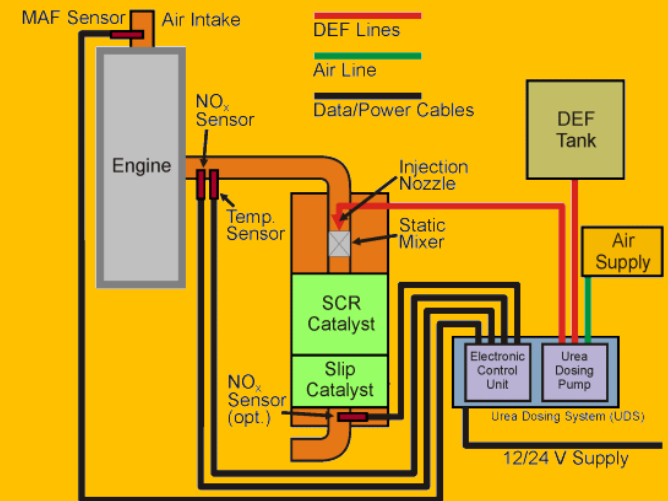 MAF Sensor
Air Intake
DEF Lines
Air Line
Data/Power Cables
NOx
Sensor
Engine
Temp.
Sensor
Injection
Nozzle
Static
Mixer
DEF
Tank
Air
Supply
SCR
Catalyst
Slip
Catalyst
NOx
Sensor
(opt.)
Electronic
Control
Unit
Urea
Dosing
Pump
Urea Dosing System (UDS)
12/24 V Supply